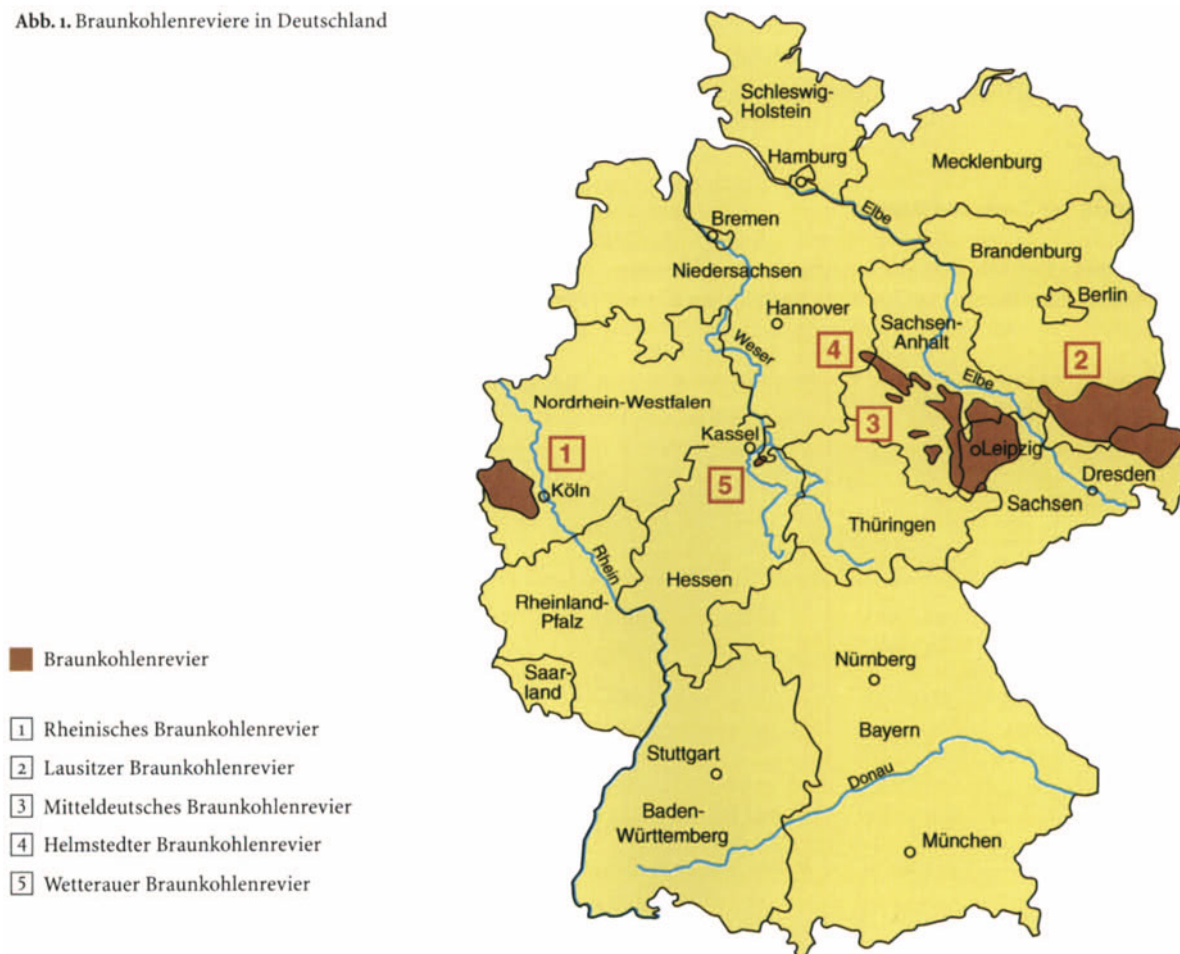 Abb. 1. Braunkohlenreviere in Deutschland
Schleswig-
Holstein
Hamburg
Mecklenburg
Elbe
Bremen
Brandenburg
Niedersachsen
Berlin
Hannover
Sachsen-
Anhalt
Weser
4
2
Elbe
Nordrhein-Westfalen
3
Kassel
1
Leipzig
5
Dresden
Köln
Sachsen
Thüringen
Rhein
Hessen
Rheinland-
Pfalz
Nürnberg
Saar-
land
Bayern
Stuttgart
Donau
Baden-
Württemberg
München
Braunkohlenrevier
1 Rheinisches Braunkohlenrevier
2 Lausitzer Braunkohlenrevier
3 Mitteldeutsches Braunkohlenrevier
4 Helmstedter Braunkohlenrevier
5 Wetterauer Braunkohlenrevier